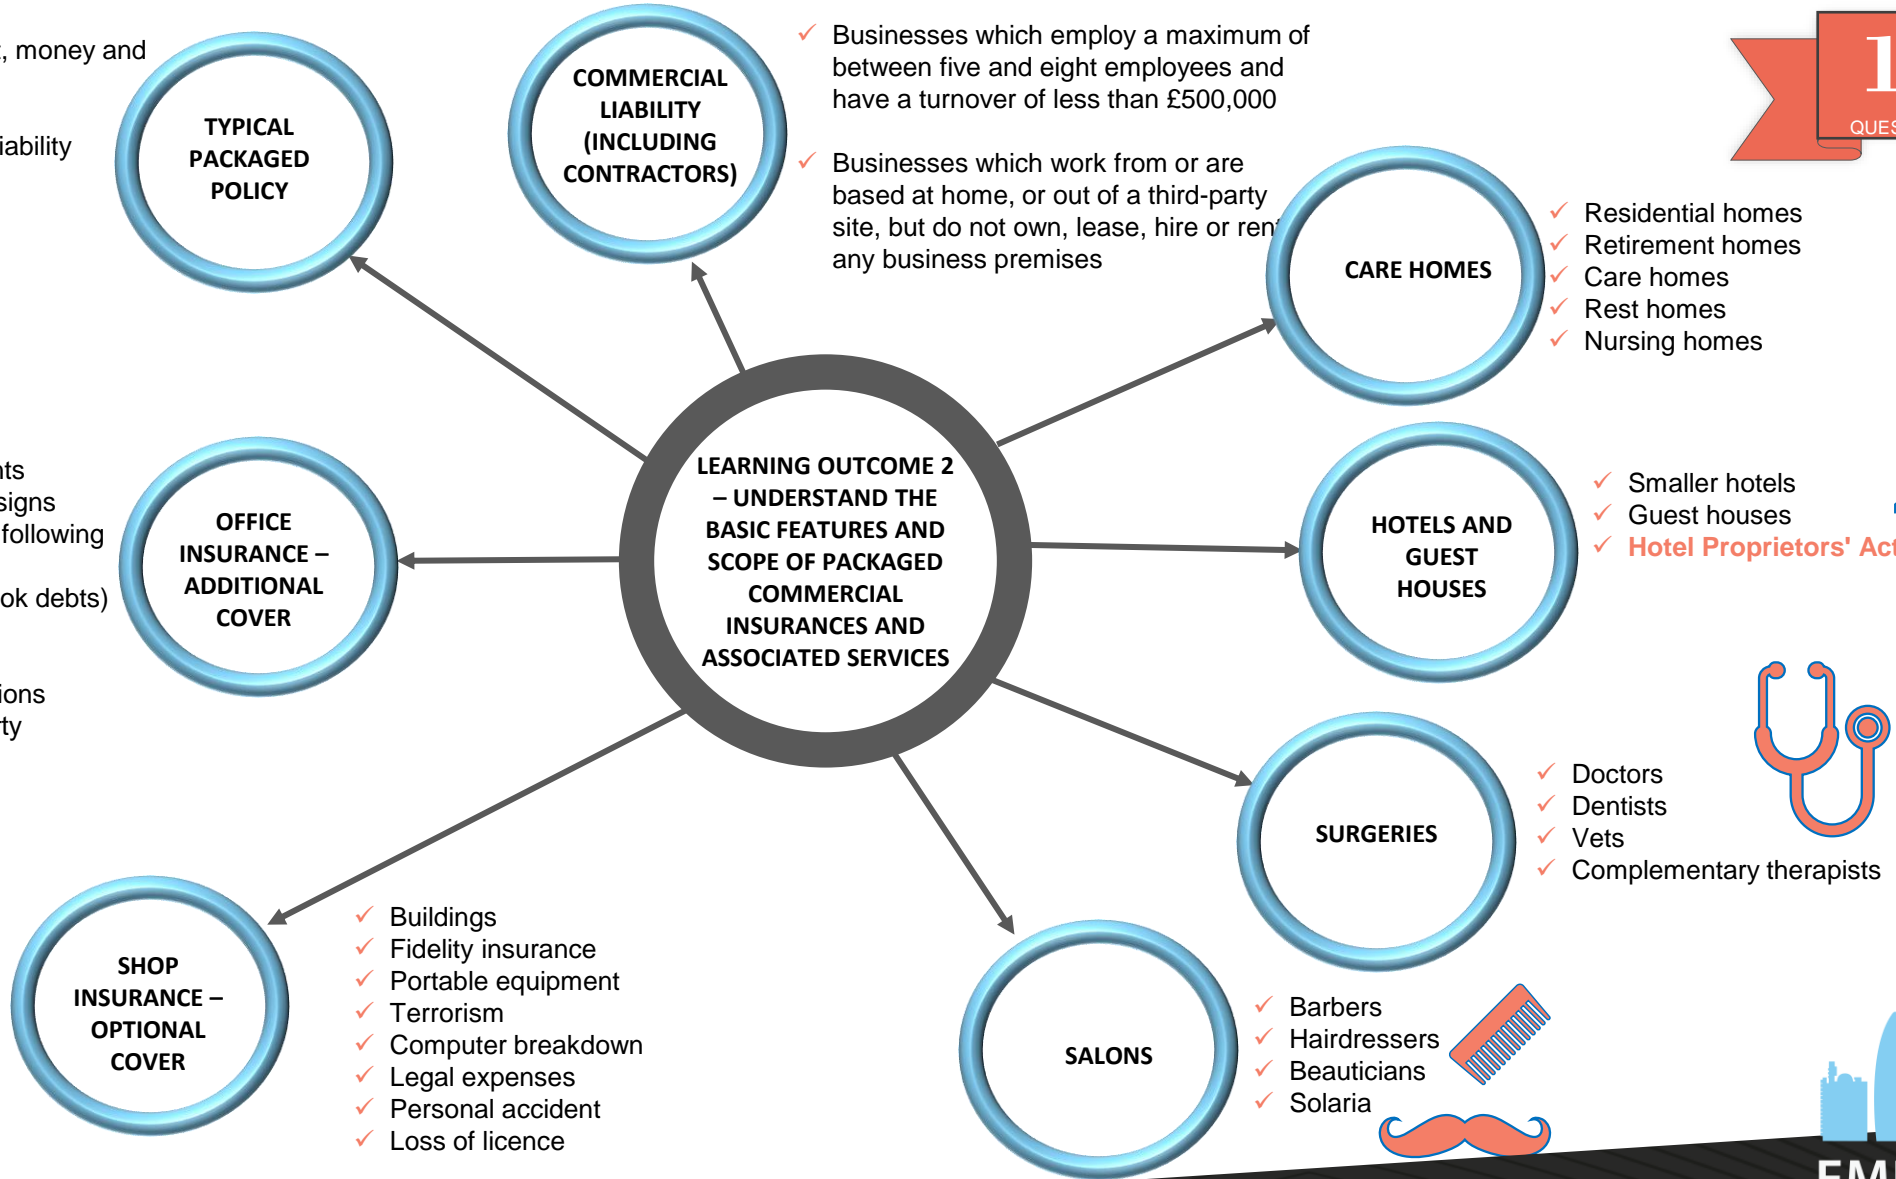 , money and
iability
TYPICAL
PACKAGED
POLICY
COMMERCIAL
LIABILITY
(INCLUDING
CONTRACTORS)
Businesses which employ a maximum of
between five and eight employees and
have a turnover of less than £500,000
Businesses which work from or are
based at home, or out of a third-party
site, but do not own, lease, hire or rent
any business premises
1
QUES
CARE HOMES
Residential homes
Retirement homes
Care homes
Rest homes
Nursing homes
LEARNING OUTCOME 2
– UNDERSTAND THE
BASIC FEATURES AND
SCOPE OF PACKAGED
COMMERCIAL
INSURANCES AND
ASSOCIATED SERVICES
nts
signs
following
ok debts)
ions
rty
OFFICE
INSURANCE –
ADDITIONAL
COVER
HOTELS AND
GUEST
HOUSES
Smaller hotels
Guest houses
Hotel Proprietors' Act
SURGERIES
Doctors
Dentists
Vets
Complementary therapists
SHOP
INSURANCE –
OPTIONAL
COVER
Buildings
Fidelity insurance
Portable equipment
Terrorism
Computer breakdown
Legal expenses
Personal accident
Loss of licence
SALONS
Barbers
Hairdressers
Beauticians
Solaria